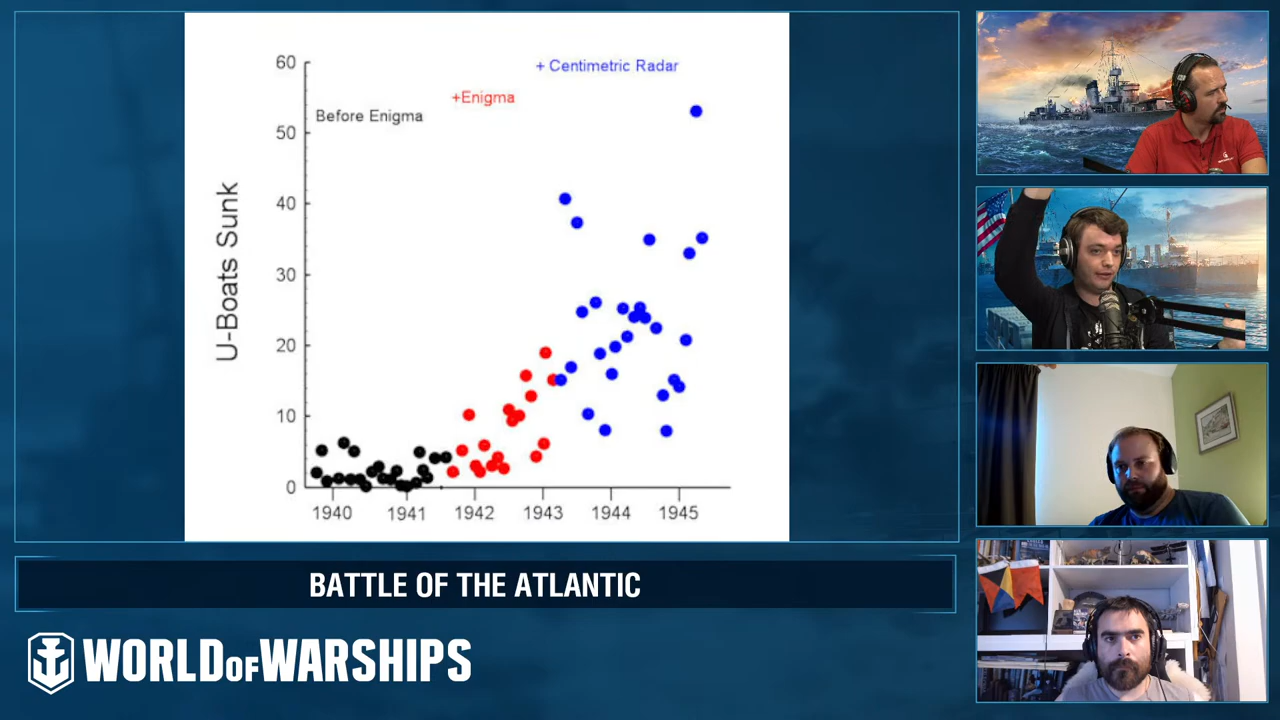 + Centimetric Radar
+Enigma
Before Enigma
U-Boats Sunk
60
50
40
30
20
10
0
1940 1941 1942 1943 1944 1945
BATTLE OF THE ATLANTIC
WORLD OF WARSHIPS